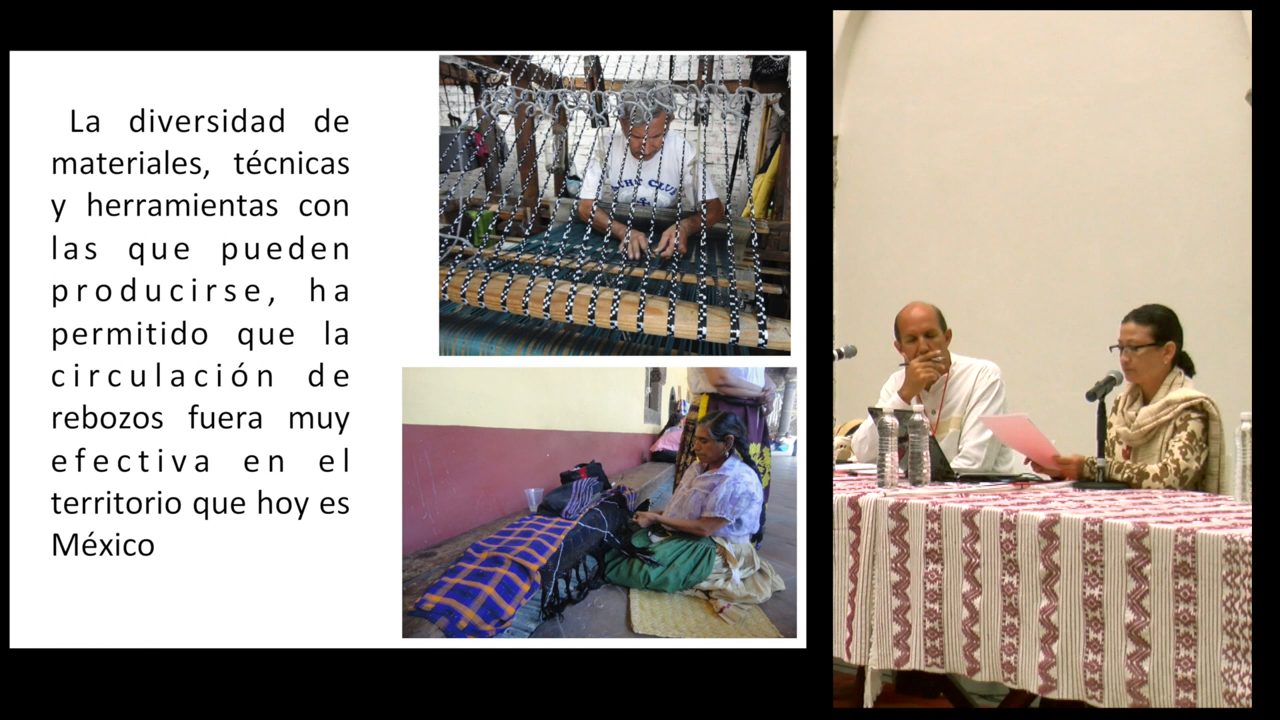 La diversidad de
materiales, técnicas
y herramientas con
las que pueden
producirse, ha
permitido que la
circulación de
rebozos fuera muy
efectiva en el
territorio que hoy es
México